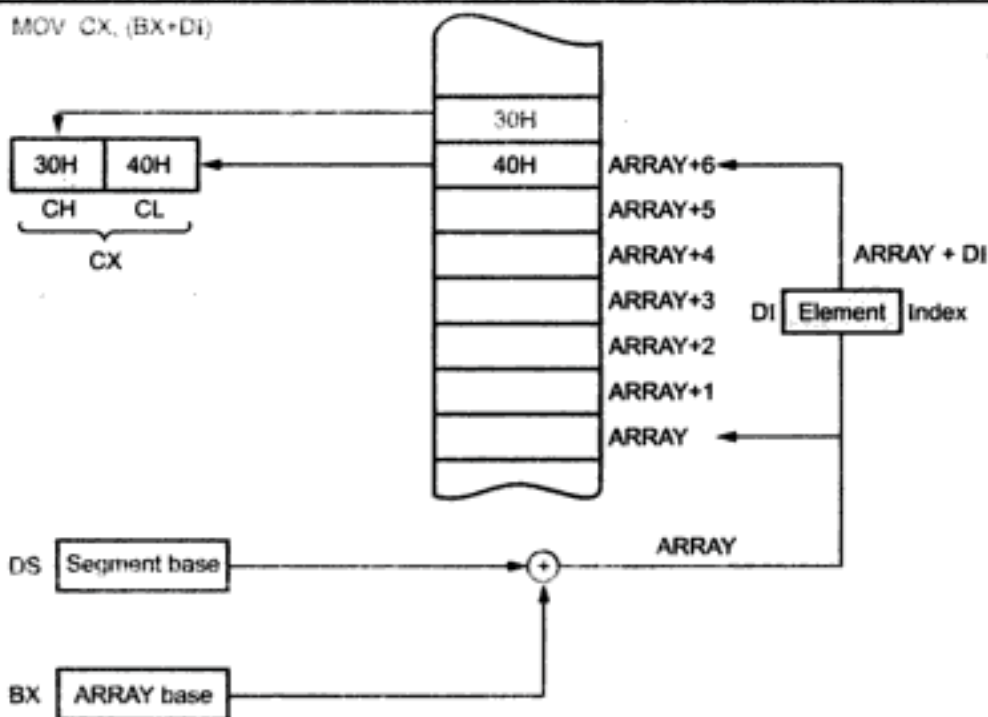 MOV CX, (BX+DI)
30H
30H 40H
40H
ARRAY+6
CH CL
CX
ARRAY+5
ARRAY+4
ARRAY + DI
ARRAY+3
DI Element Index
ARRAY+2
ARRAY+1
ARRAY
ARRAY
DS Segment base
+
BX ARRAY base